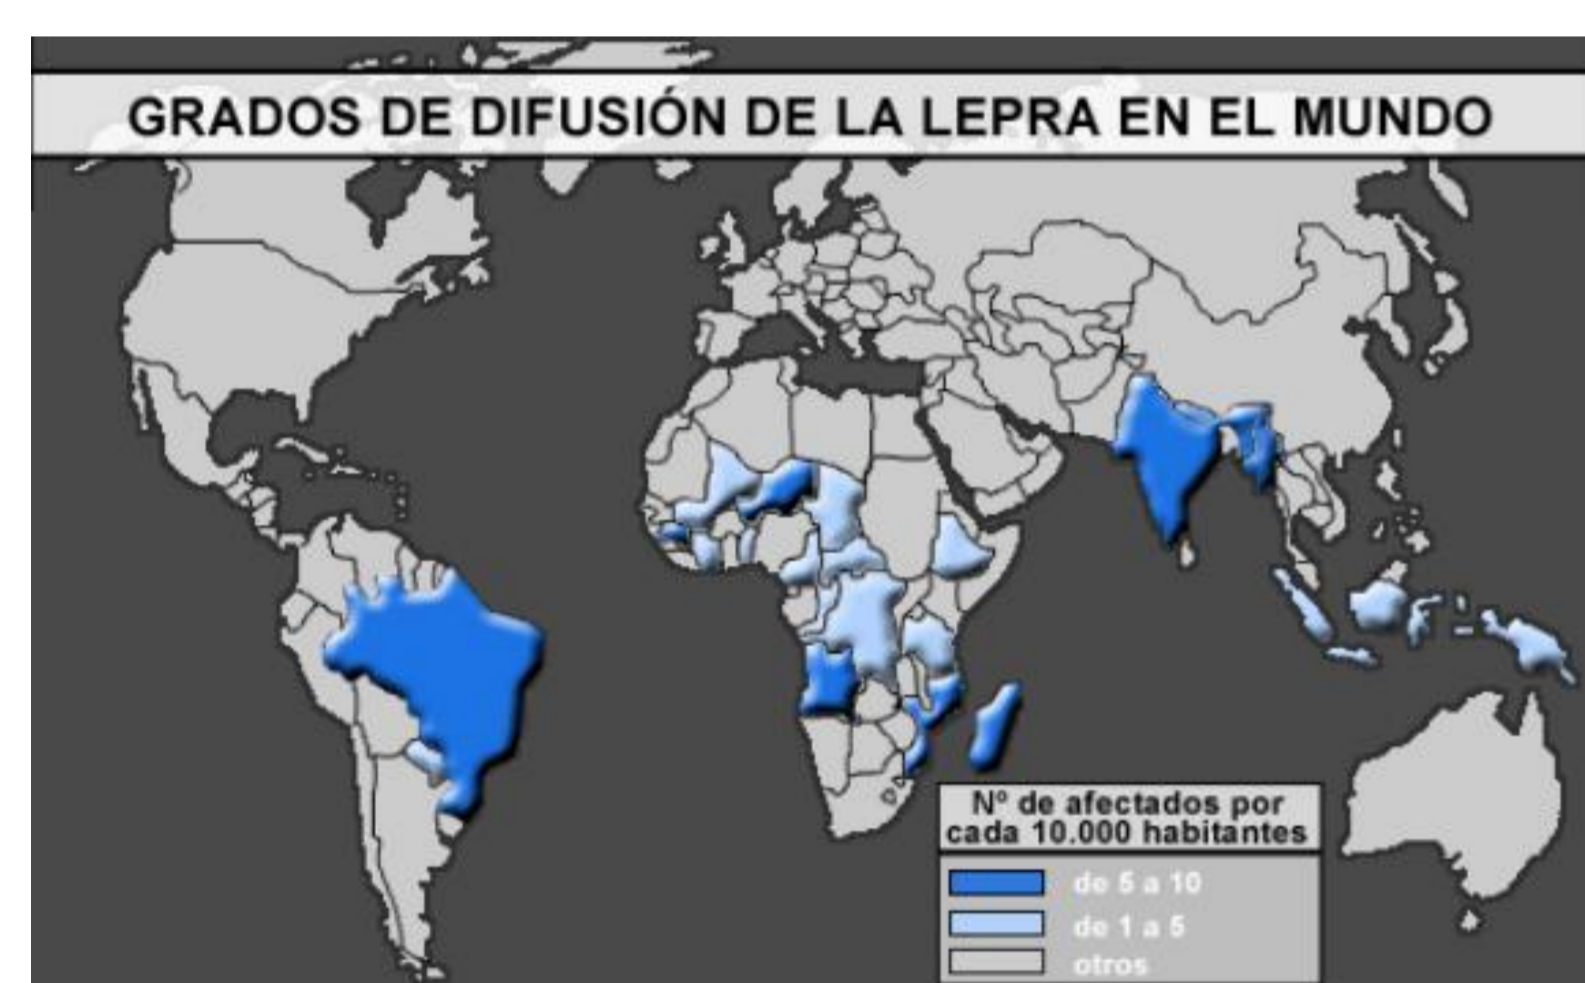 GRADOS DE DIFUSIÓN DE LA LEPRA EN EL MUNDO
Nº de afectados por
cada 10.000 habitantes
de 5 a 10
de 1 a 5
otros